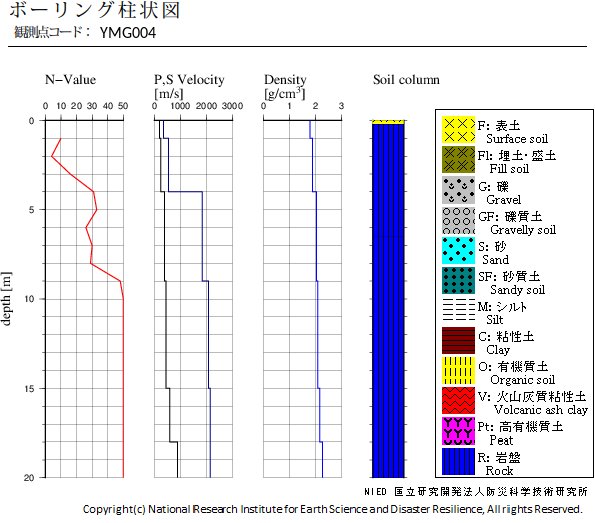 ボーリング柱状図
観測点コード： YMG004
N−Value
P,S Velocity
[m/s]
Density
[g/cm³]
Soil column
0 10 20 30 40 50
0 1000 2000 3000
0 1 2 3
0
5
10
15
20
depth [m]
F: 表土
Surface soil
Fl: 埋土・盛土
Fill soil
G: 礫
Gravel
GF: 礫質土
Gravelly soil
S: 砂
Sand
SF: 砂質土
Sandy soil
M: シルト
Silt
C: 粘性土
Clay
O: 有機質土
Organic soil
V: 火山灰質粘性土
Volcanic ash clay
Pt: 高有機質土
Peat
R: 岩盤
Rock
NIED 国立研究開発法人防災科学技術研究所
Copyright(c) National Research Institute for Earth Science and Disaster Resilience, All rights Reserved.